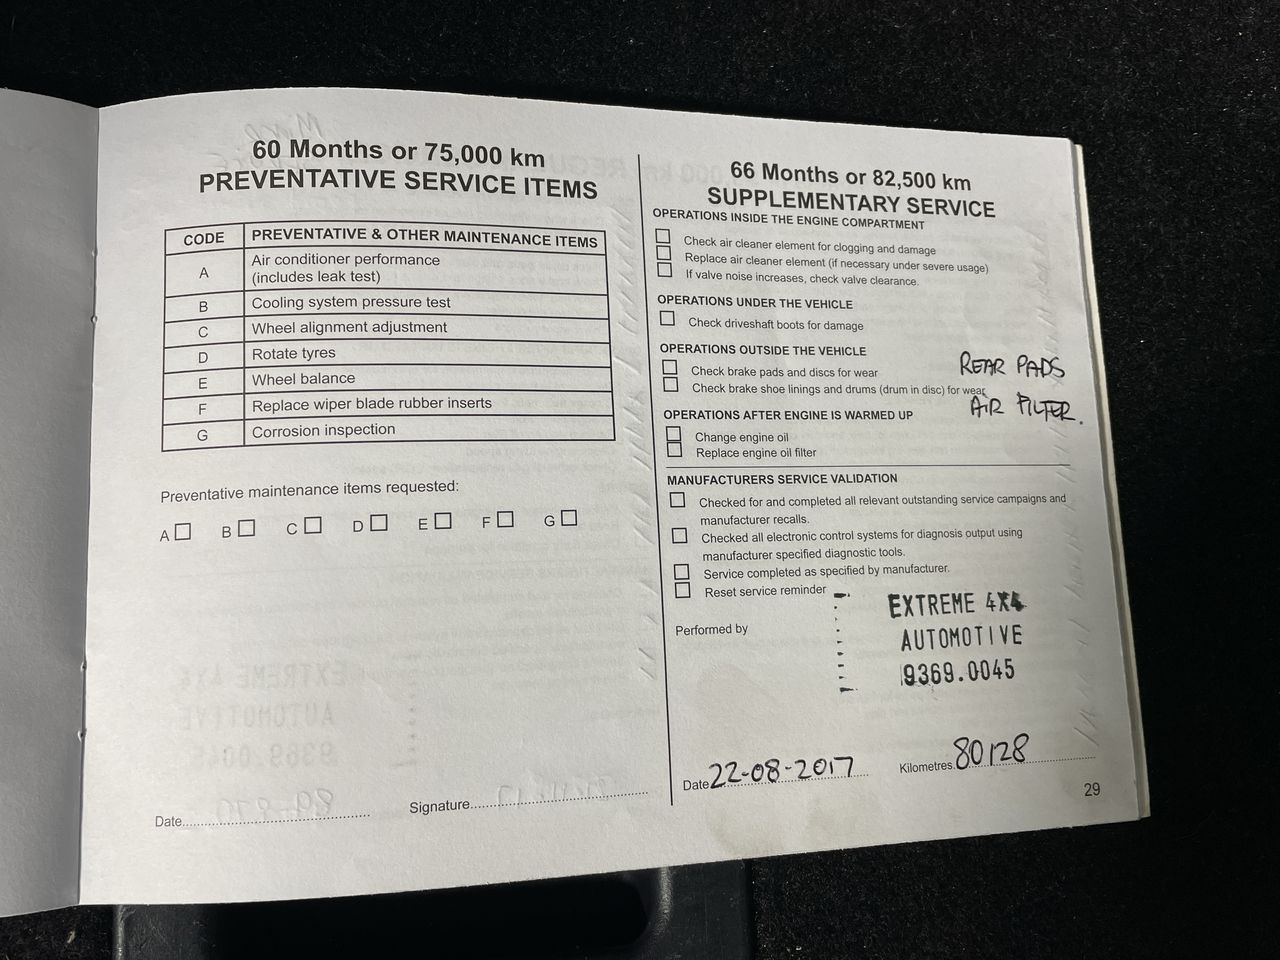 60 Months or 75,000 km
PREVENTATIVE SERVICE ITEMS
CODE PREVENTATIVE & OTHER MAINTENANCE ITEMS
A Air conditioner performance
(includes leak test)
B Cooling system pressure test
C Wheel alignment adjustment
D Rotate tyres
E Wheel balance
F Replace wiper blade rubber inserts
G Corrosion inspection
Preventative maintenance items requested:
A B C D E F G
Date
Signature
66 Months or 82,500 km
SUPPLEMENTARY SERVICE
OPERATIONS INSIDE THE ENGINE COMPARTMENT
Check air cleaner element for clogging and damage
Replace air cleaner element (if necessary under severe usage)
If valve noise increases, check valve clearance.
OPERATIONS UNDER THE VEHICLE
Check driveshaft boots for damage
OPERATIONS OUTSIDE THE VEHICLE
Check brake pads and discs for wear
REAR PADS
Check brake shoe linings and drums (drum in disc) for wear
AIR FILTER.
OPERATIONS AFTER ENGINE IS WARMED UP
Change engine oil
Replace engine oil filter
MANUFACTURERS SERVICE VALIDATION
Checked for and completed all relevant outstanding service campaigns and
manufacturer recalls.
Checked all electronic control systems for diagnosis output using
manufacturer specified diagnostic tools.
Service completed as specified by manufacturer.
Reset service reminder
Performed by
EXTREME 4X4
AUTOMOTIVE
9369.0045
Date 22-08-2017 Kilometres 80128
29